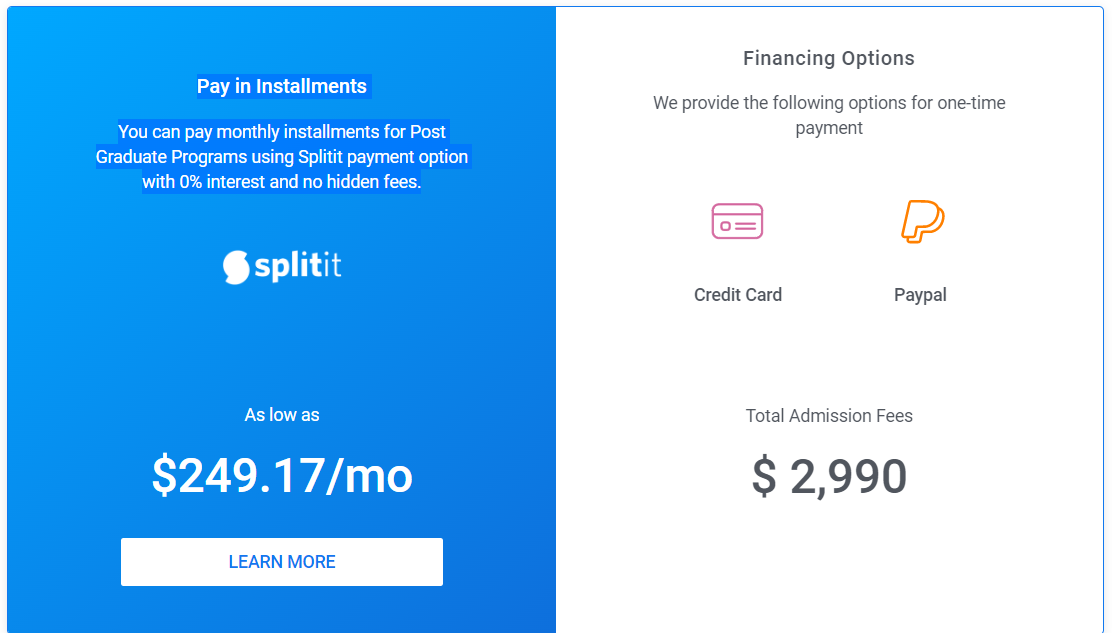 Pay in Installments
You can pay monthly installments for Post
Graduate Programs using Splitit payment option
with 0% interest and no hidden fees.
splitit
As low as
$249.17/mo
LEARN MORE
Financing Options
We provide the following options for one-time
payment
Credit Card
Paypal
Total Admission Fees
$ 2,990